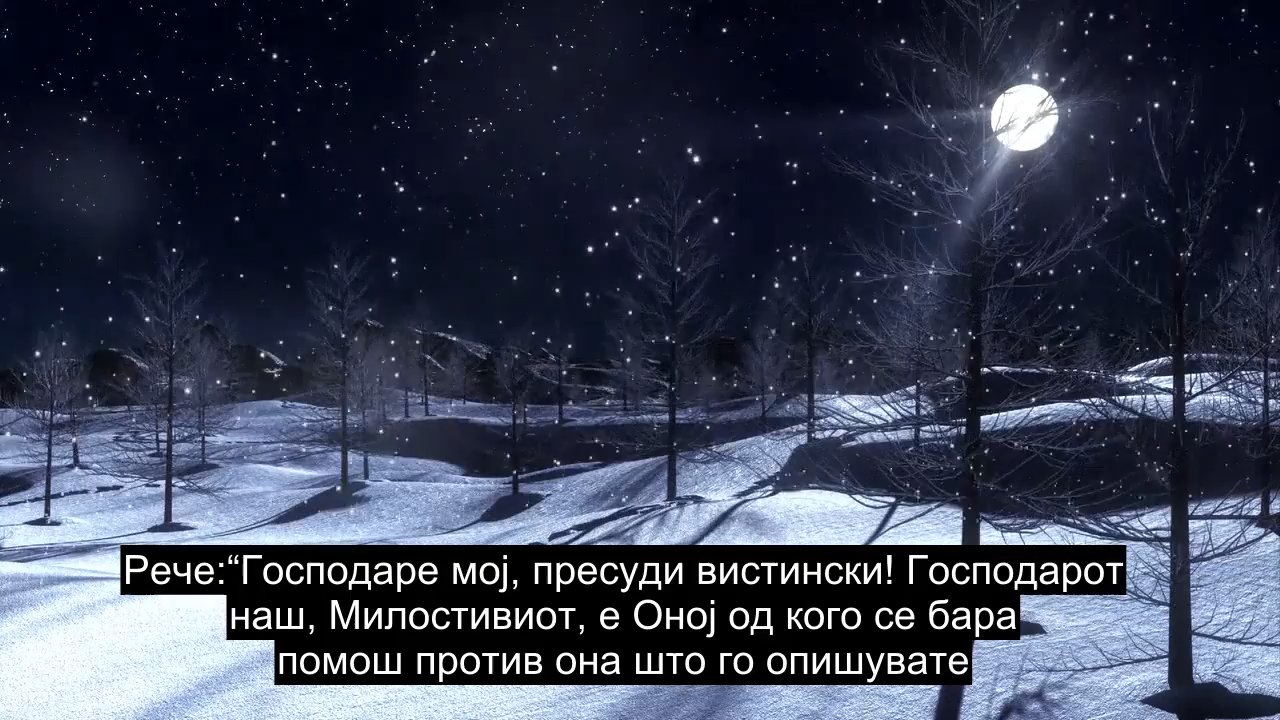 Рече:“Господаре мој, пресуди вистински! Господарот
наш, Милостивиот, е Оној од кого се бара
помош против она што го опишувате